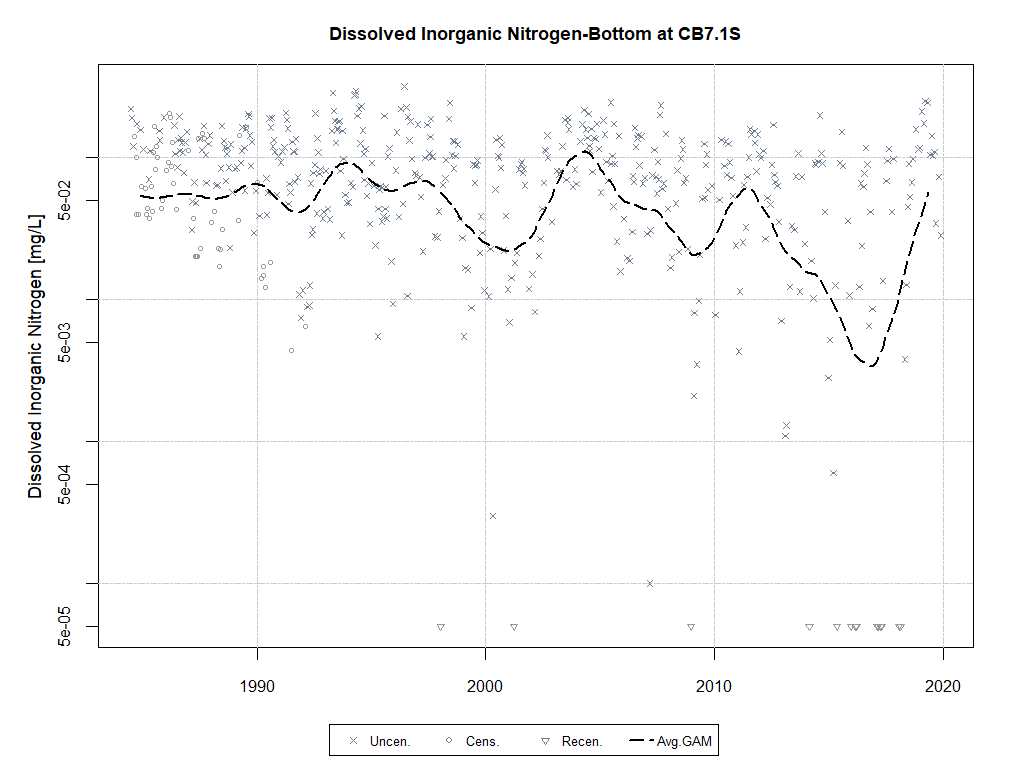 Dissolved Inorganic Nitrogen-Bottom at CB7.1S
Dissolved Inorganic Nitrogen [mg/L]
5e-02
5e-03
5e-04
5e-05
1990 2000 2010 2020
Uncen. Cens. Recen. Avg.GAM